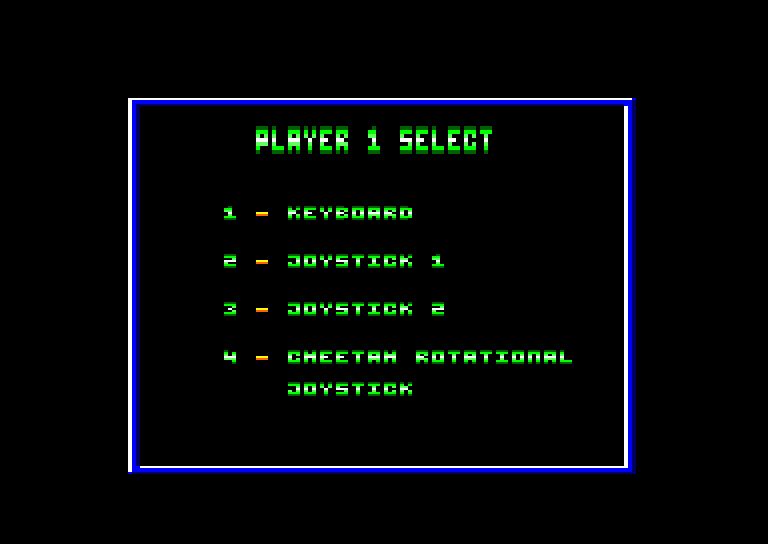 PLAYER 1 SELECT
1 - KEYBOARD
2 - JOYSTICK 1
3 - JOYSTICK 2
4 - CHEETAH ROTATIONAL
JOYSTICK